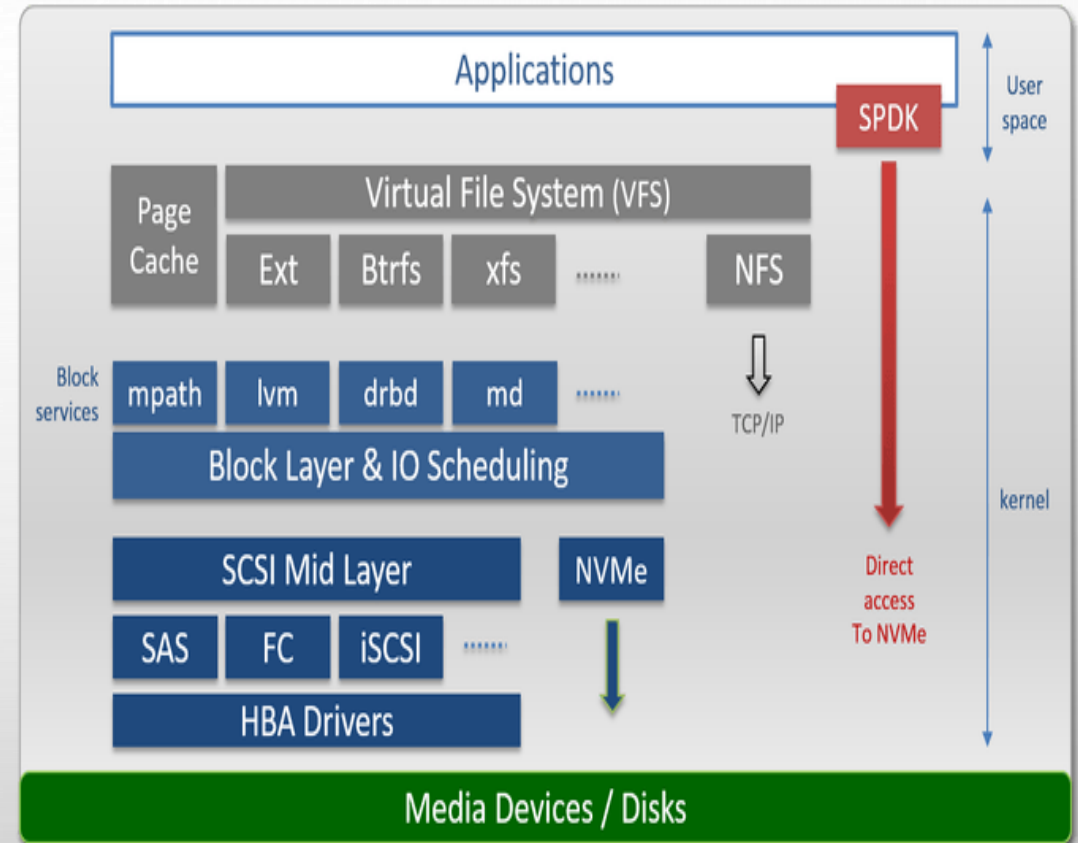 Applications
SPDK
User
space
Page
Cache
Virtual File System (VFS)
Ext
Btrfs
xfs
........
NFS
Block
services
mpath
lvm
drbd
md
........
TCP/IP
Block Layer & IO Scheduling
kernel
SCSI Mid Layer
NVMe
Direct
access
To NVMe
SAS
FC
iSCSI
........
HBA Drivers
Media Devices / Disks